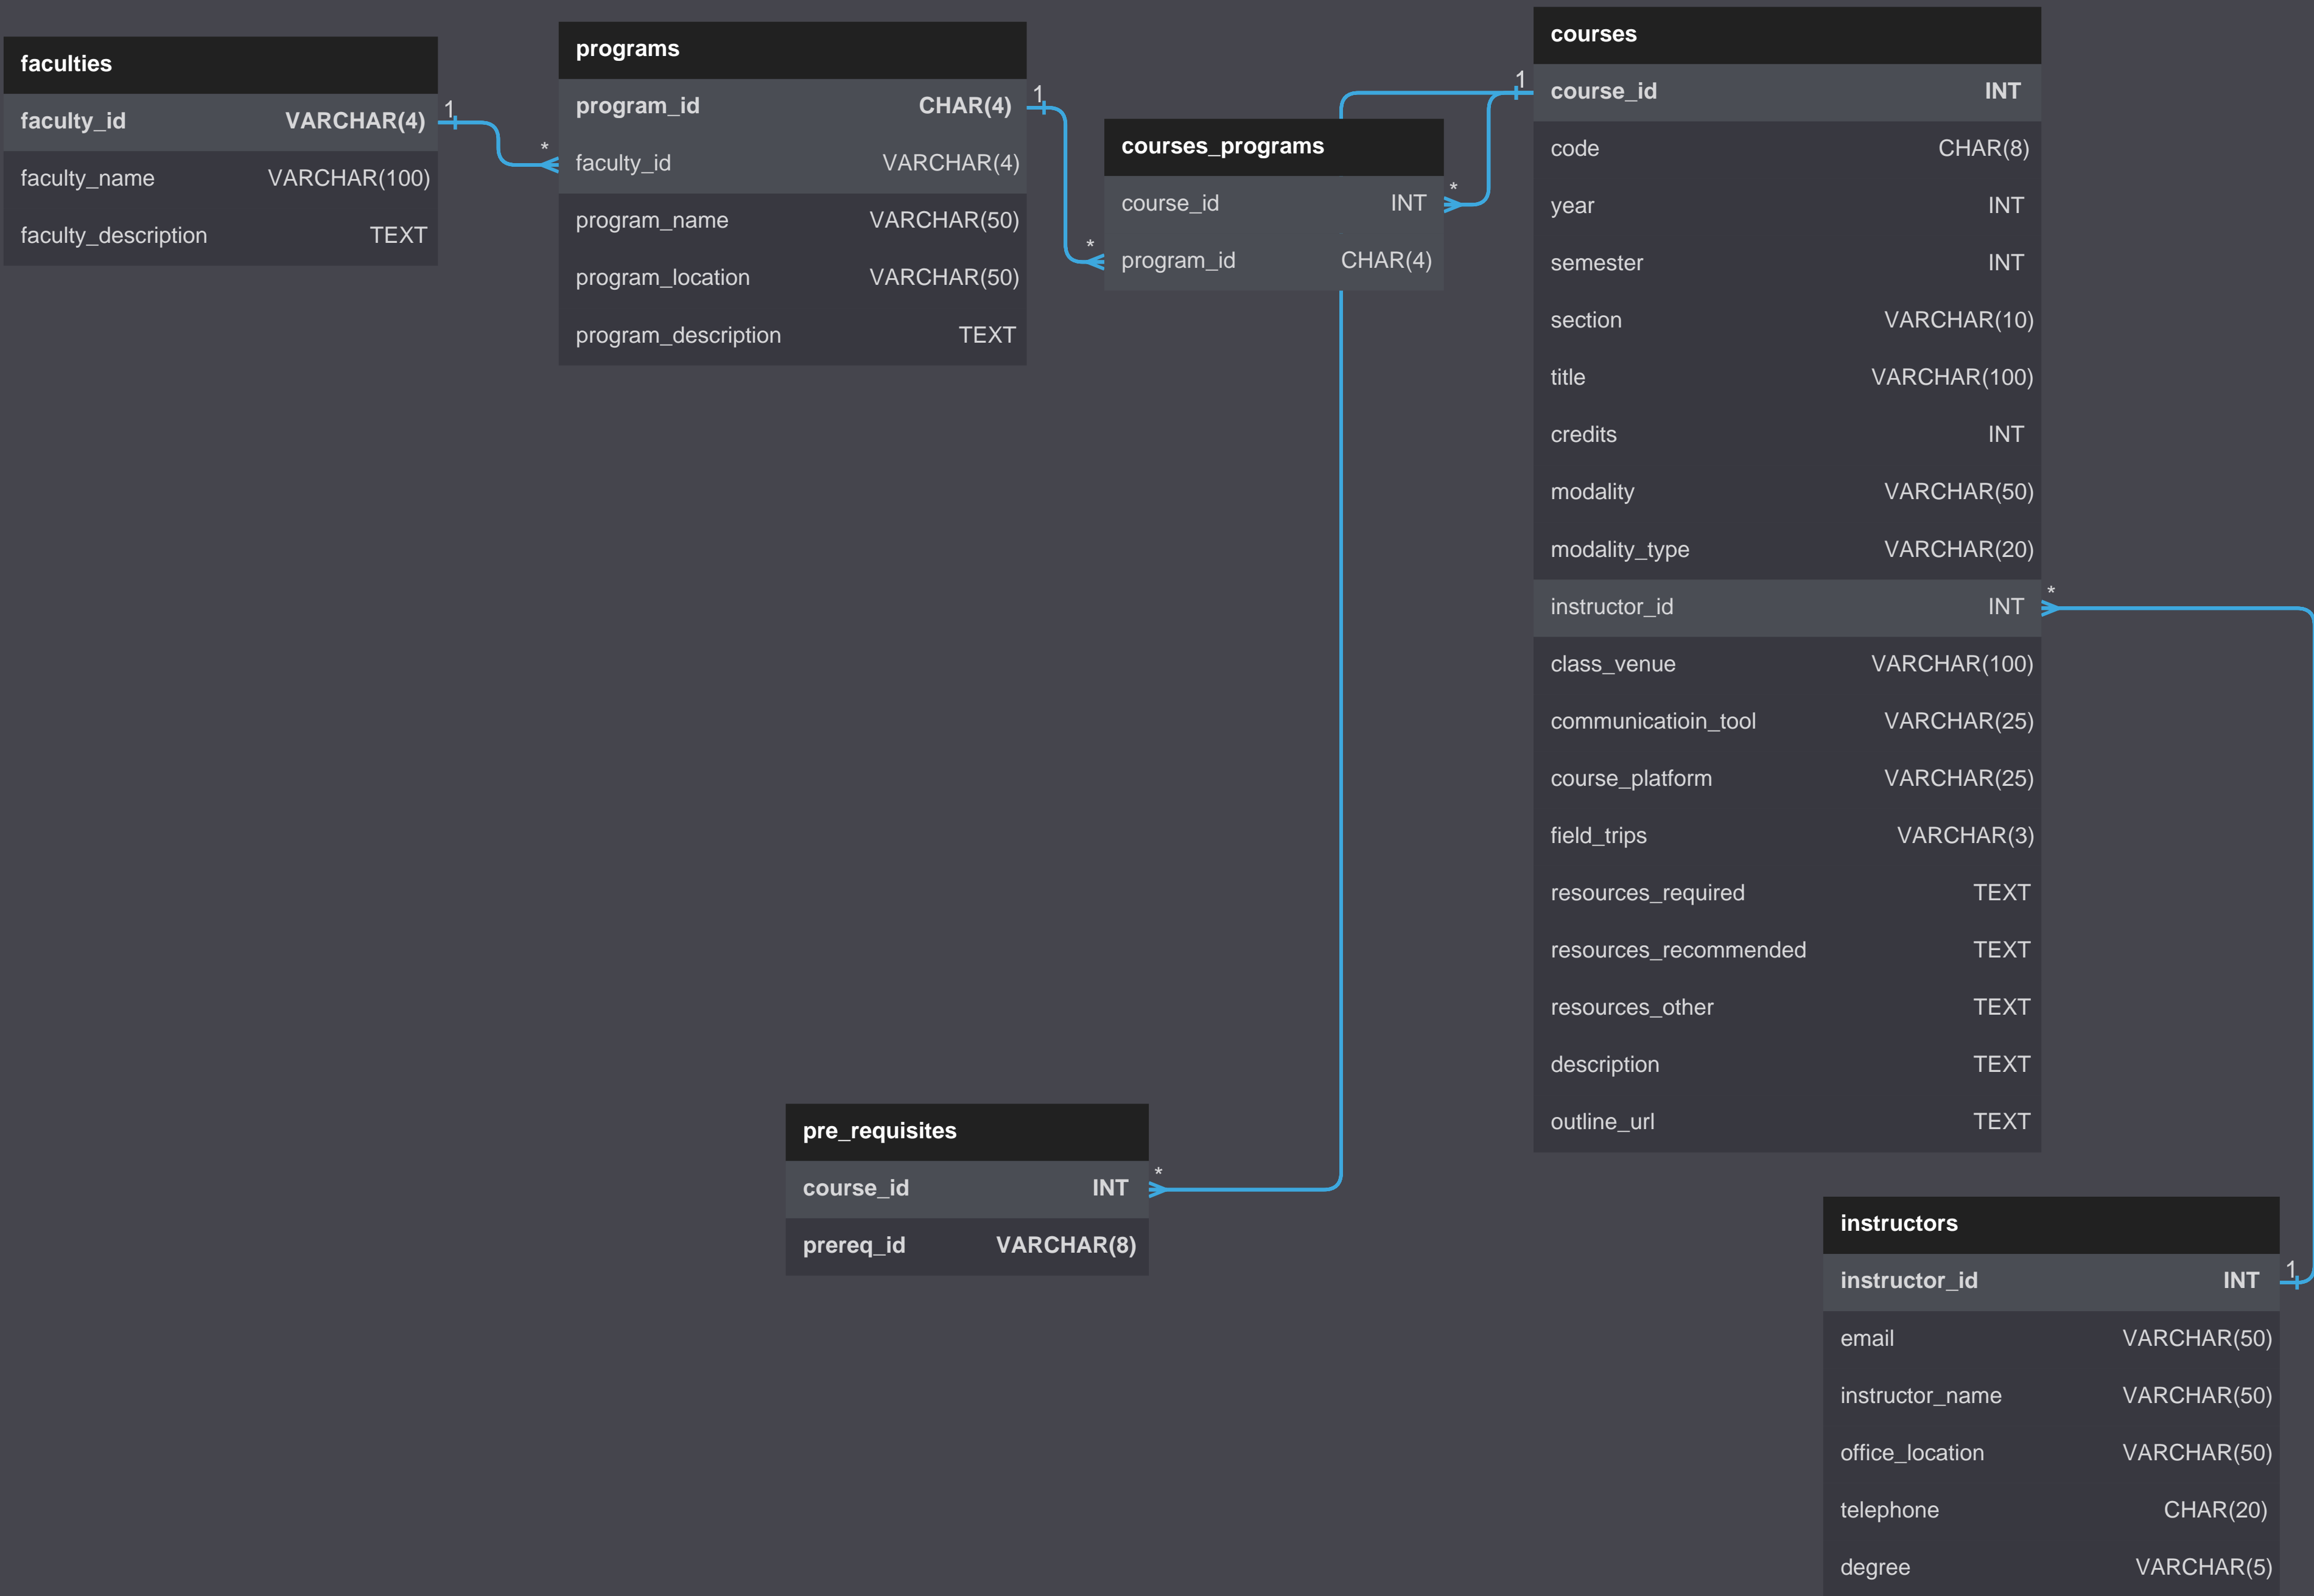 faculties
faculty_id VARCHAR(4)
faculty_name VARCHAR(100)
faculty_description TEXT
1
*
programs
program_id CHAR(4)
faculty_id VARCHAR(4)
program_name VARCHAR(50)
program_location VARCHAR(50)
program_description TEXT
1
*
courses_programs
course_id INT
program_id CHAR(4)
*
1
courses
course_id INT
code CHAR(8)
year INT
semester INT
section VARCHAR(10)
title VARCHAR(100)
credits INT
modality VARCHAR(50)
modality_type VARCHAR(20)
instructor_id INT
class_venue VARCHAR(100)
communicatioin_tool VARCHAR(25)
course_platform VARCHAR(25)
field_trips VARCHAR(3)
resources_required TEXT
resources_recommended TEXT
resources_other TEXT
description TEXT
outline_url TEXT
*
pre_requisites
course_id INT
prereq_id VARCHAR(8)
*
instructors
instructor_id INT
email VARCHAR(50)
instructor_name VARCHAR(50)
office_location VARCHAR(50)
telephone CHAR(20)
degree VARCHAR(5)
1